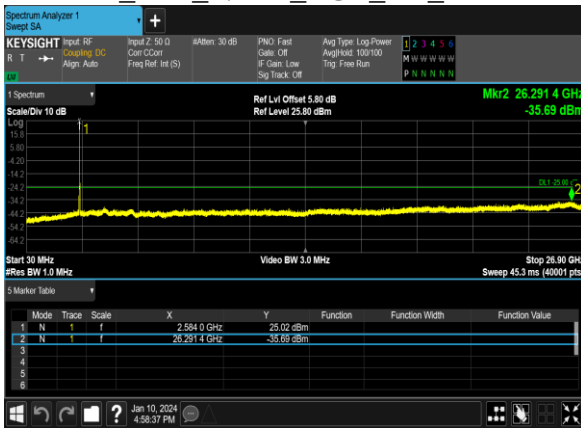 Spectrum Analyzer 1
Swept SA
KEYSIGHT Input: RF Input Z: 50 Ω #Atten: 30 dB PNO: Fast Avg Type: Log-Power 1 2 3 4 5 6
R T Coupling: DC Corr CCorr Gate: Off Avg|Hold: 100/100 M W W W W W
Align: Auto Freq Ref: Int (S) IF Gain: Low Trig: Free Run
LV Sig Track: Off P N N N N N
1 Spectrum Ref Lvl Offset 5.80 dB Mkr2 26.291 4 GHz
Scale/Div 10 dB Ref Level 25.80 dBm -35.69 dBm
Log
15.8 1
5.80
-4.20
-14.2
-24.2 DL1 -25.00
-34.2 2
-44.2
-54.2
-64.2
Start 30 MHz Video BW 3.0 MHz Stop 26.90 GHz
#Res BW 1.0 MHz Sweep 45.3 ms (40001 pts)
5 Marker Table
Mode Trace Scale X Y Function Function Width Function Value
1 N 1 f 2.584 0 GHz 25.02 dBm
2 N 1 f 26.291 4 GHz -35.69 dBm
3
4
5
6
? Jan 10, 2024
4:58:37 PM